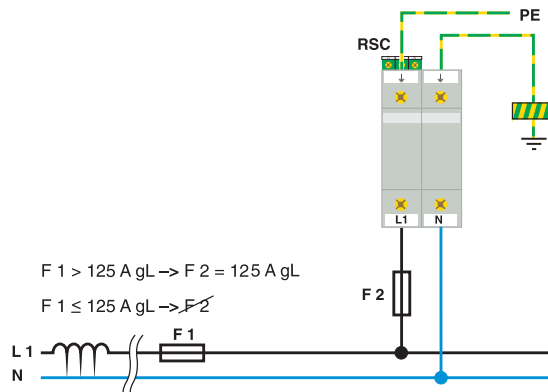 PE
RSC
L1 N
F 1 > 125 A gL –> F 2 = 125 A gL
F 2
F 1 ≤ 125 A gL –> F 2
F 1
L 1
N